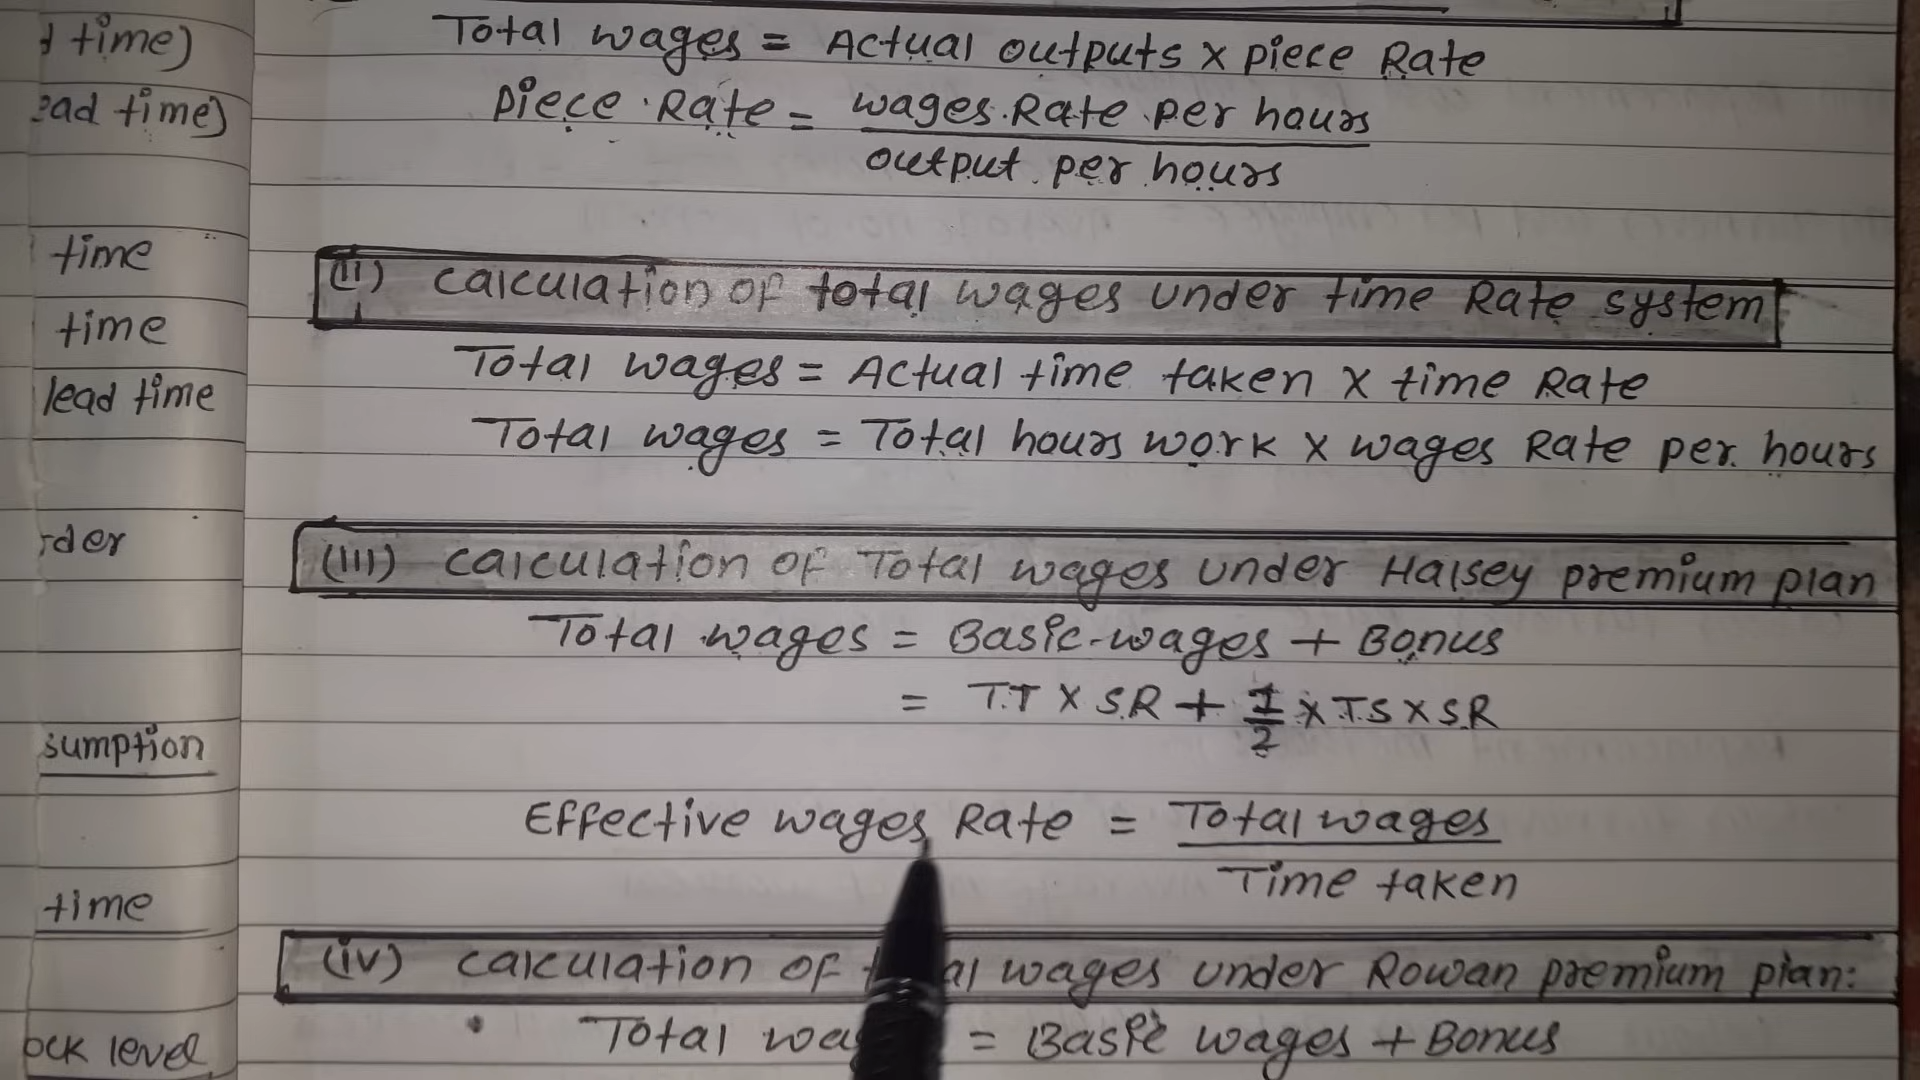 time)
time)
time
time
lead time
sumption
time
level
Total wages = Actual outputs x piece Rate
piece Rate = wages Rate per hours
output per hours
(ii) calculation of total wages under time Rate system
Total wages = Actual time taken x time Rate
Total wages = Total hours work x wages Rate per hours
(iii) calculation of Total wages under Halsey premium plan
Total wages = Basic wages + Bonus
= T.T x S.R + 1/2 x T.S x S.R
Effective wages Rate = Total wages
Time taken
(iv) calculation of wages under Rowan premium plan:
Total = Basic wages + Bonus